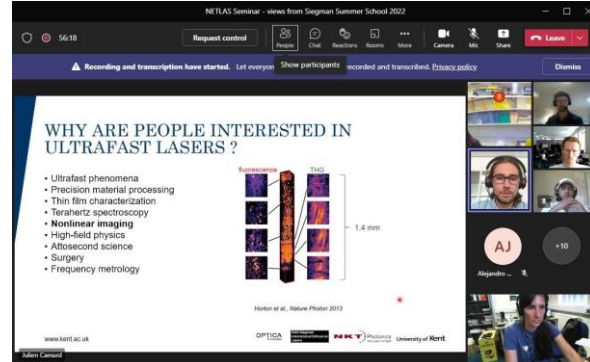 NETLAS Seminar - views from Siegman Summer School 2022
56:18
Request control
People
Chat
Reactions
Rooms
More
Camera
Mic
Share
Leave
Recording and transcription have started. Let everyon
Show participants
ecorded and transcribed. Privacy policy
Dismiss
WHY ARE PEOPLE INTERESTED IN
ULTRAFAST LASERS ?
• Ultrafast phenomena
• Precision material processing
• Thin film characterization
• Terahertz spectroscopy
• Nonlinear imaging
• High-field physics
• Attosecond science
• Surgery
• Frequency metrology
fluorescence
THG
1.4 mm
Horton et al., Nature Photon 2013
www.kent.ac.uk
OPTICA
NKT Photonics
University of Kent
Julien Camard
AJ
+10
Alejandro ...